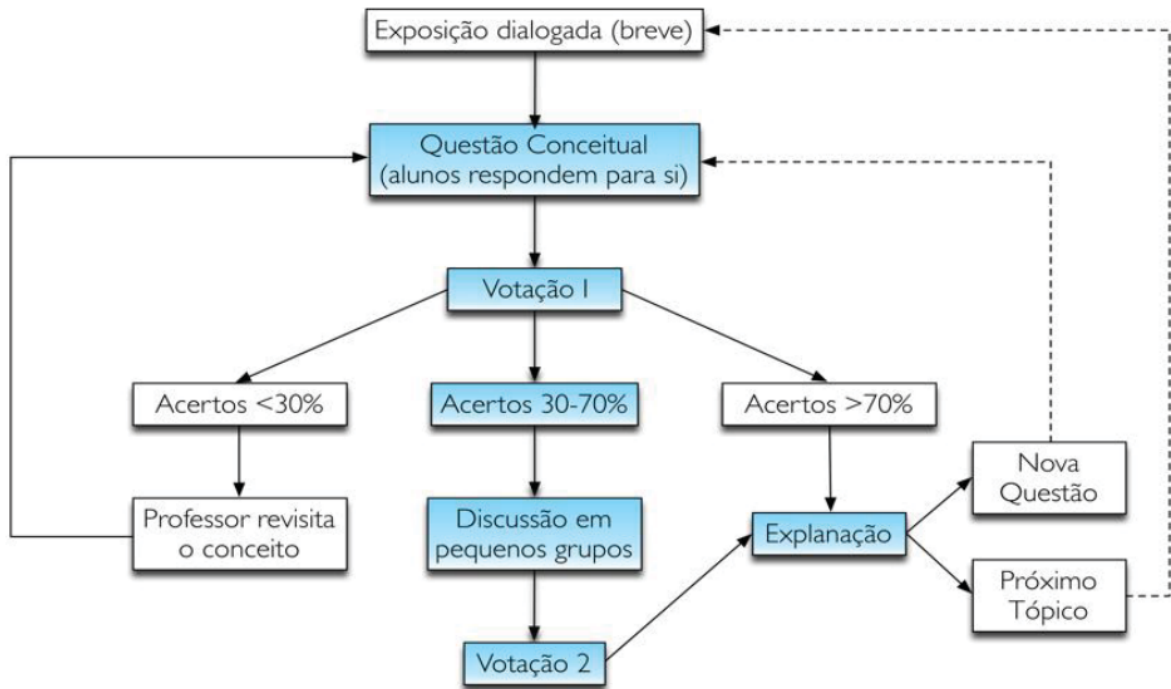 Exposição dialogada (breve)
Questão Conceitual
(alunos respondem para si)
Votação I
Acertos <30%
Acertos 30-70%
Acertos >70%
Professor revisita
o conceito
Discussão em
pequenos grupos
Explanação
Nova
Questão
Próximo
Tópico
Votação 2